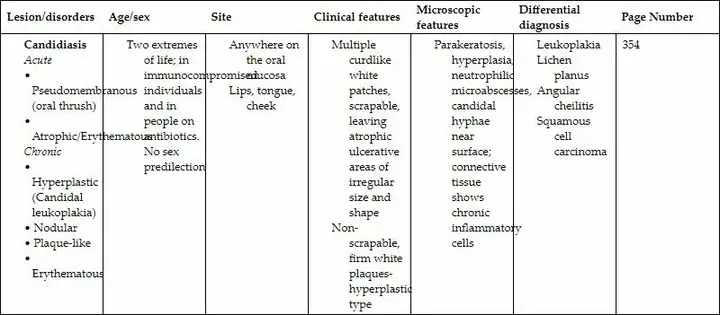 Lesion/disorders Age/sex Site Clinical features Microscopic features Differential diagnosis Page Number
Candidiasis
Acute
•
Pseudomembranous
(oral thrush)
•
Atrophic/Erythematous
Chronic
•
Hyperplastic
(Candidal
leukoplakia)
• Nodular
• Plaque-like
•
Erythematous
Two extremes
of life; in
immunocompromised
individuals
and in
people on
antibiotics.
No sex
predilection
Anywhere on
the oral
mucosa
Lips, tongue,
cheek
Multiple
curdlike
white
patches,
scrapable,
leaving
atrophic
ulcerative
areas of
irregular
size and
shape
Non-
scrapable,
firm white
plaques-
hyperplastic
type
Parakeratosis,
hyperplasia,
neutrophilic
microabscesses,
candidal
hyphae
near
surface;
connective
tissue
shows
chronic
inflammatory
cells
Leukoplakia
Lichen
planus
Angular
cheilitis
Squamous
cell
carcinoma
354